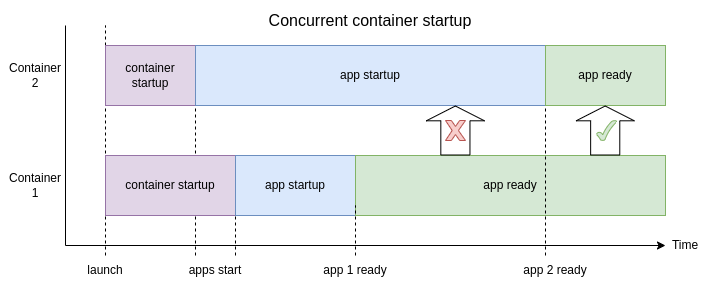 Concurrent container startup
Container
2
container
startup
app startup
app ready
Container
1
container startup
app startup
app ready
Time
launch
apps start
app 1 ready
app 2 ready